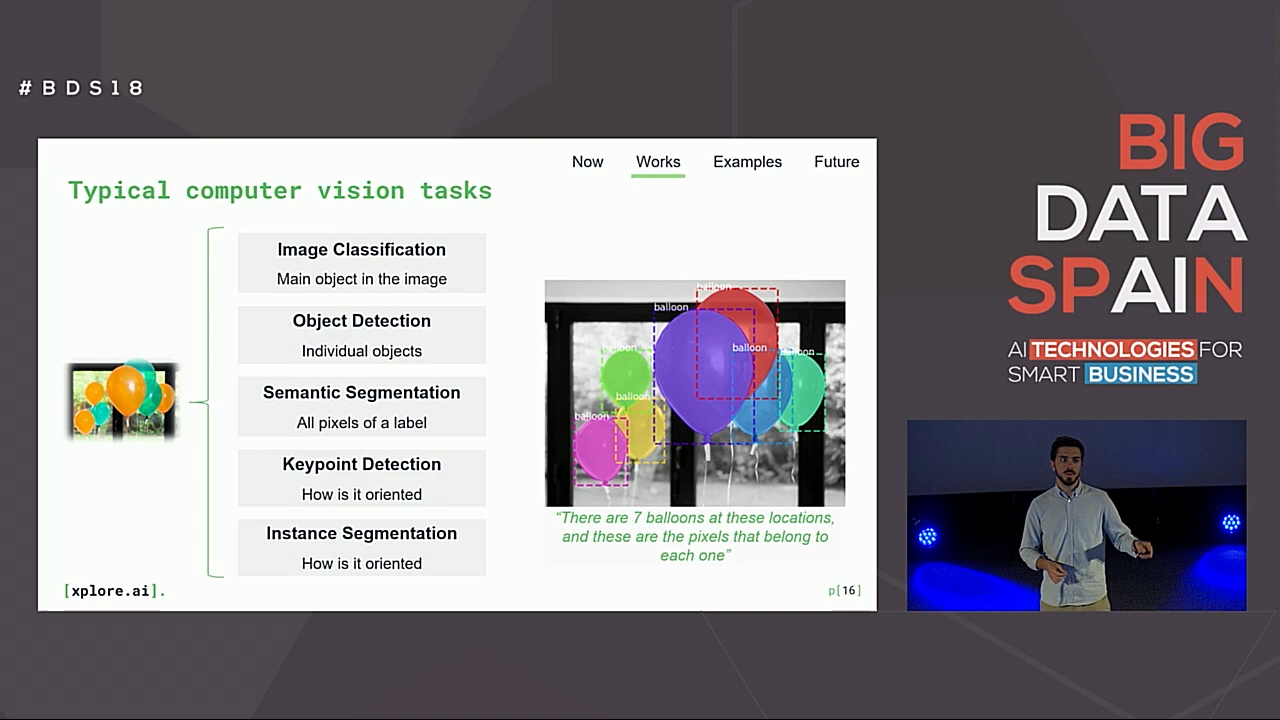 #BDS18
Now Works Examples Future
Typical computer vision tasks
Image Classification
Main object in the image
Object Detection
Individual objects
Semantic Segmentation
All pixels of a label
Keypoint Detection
How is it oriented
Instance Segmentation
How is it oriented
balloon
balloon
balloon
balloon
balloon
balloon
balloon
“There are 7 balloons at these locations,
and these are the pixels that belong to
each one”
[xplore.ai].
p[16]
BIG
DATA
SPAIN
AI TECHNOLOGIES FOR
SMART BUSINESS